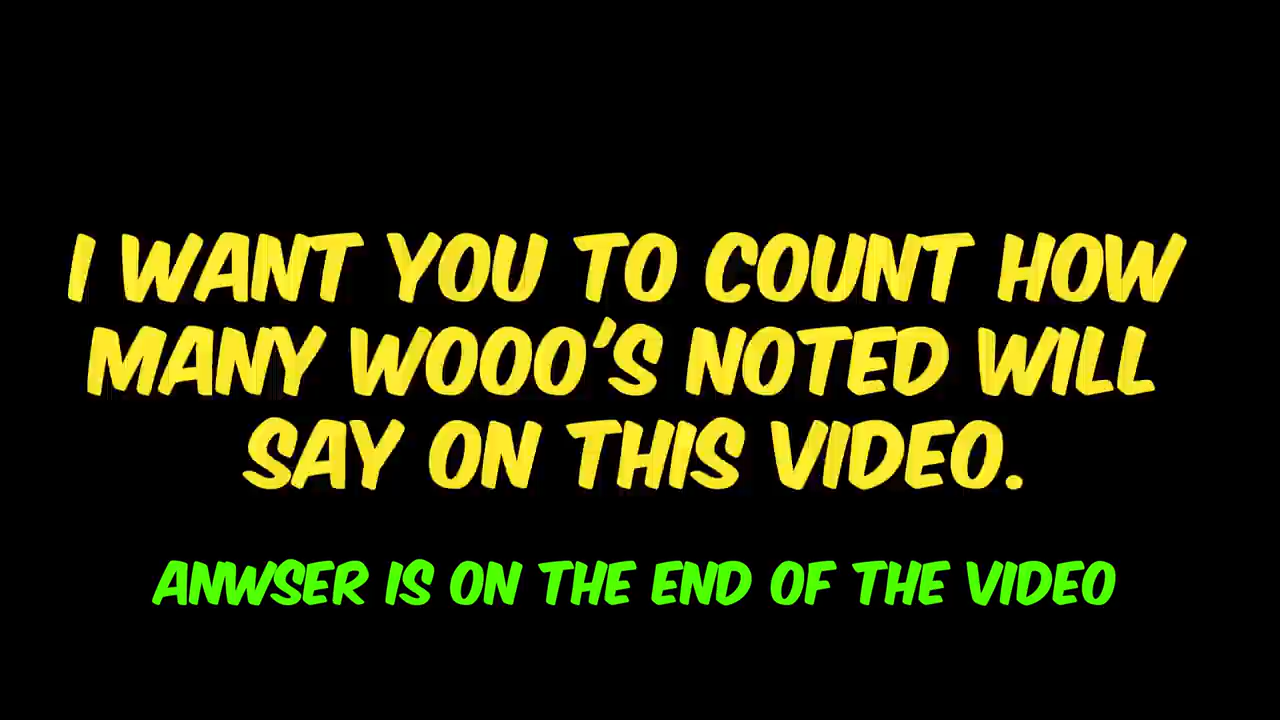 I WANT YOU TO COUNT HOW
MANY WOOO'S NOTED WILL
SAY ON THIS VIDEO.
ANWSER IS ON THE END OF THE VIDEO